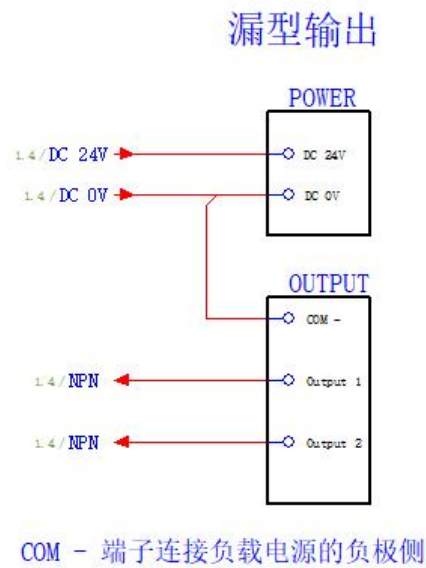 漏型输出
POWER
1.4/DC 24V DC 24V
1.4/DC 0V DC 0V
OUTPUT
COM -
1.4/NPN Output 1
1.4/NPN Output 2
COM - 端子连接负载电源的负极侧